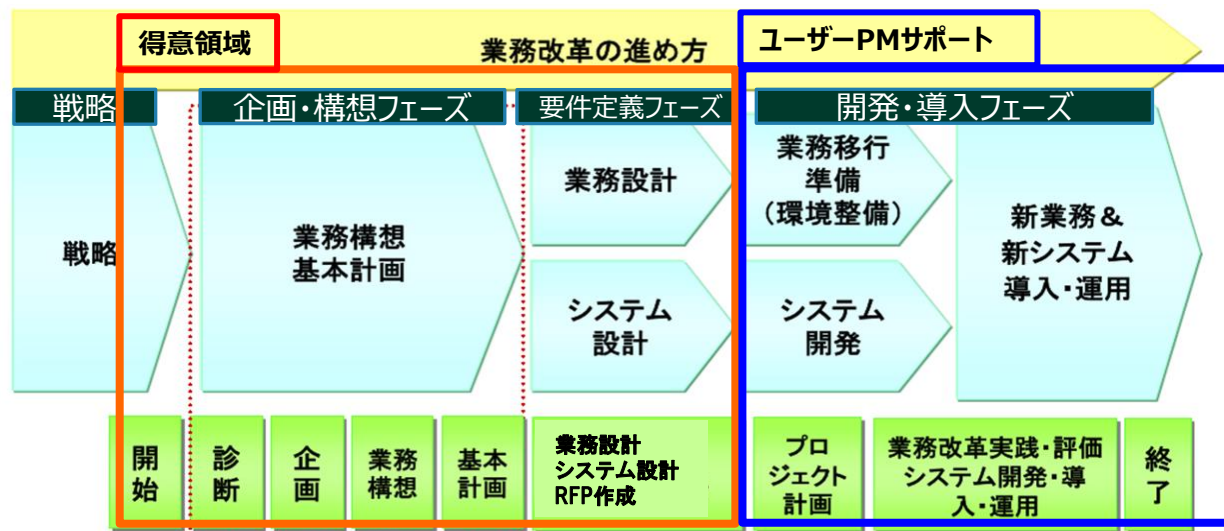 得意領域
業務改革の進め方
ユーザーPMサポート
戦略
企画・構想フェーズ
要件定義フェーズ
開発・導入フェーズ
戦略
業務構想
基本計画
業務設計
システム
設計
業務移行
準備
（環境整備）
システム
開発
新業務＆
新システム
導入・運用
開
始
診
断
企
画
業務
構想
基本
計画
業務設計
システム設計
RFP作成
プロ
ジェクト
計画
業務改革実践・評価
システム開発・導
入・運用
終
了